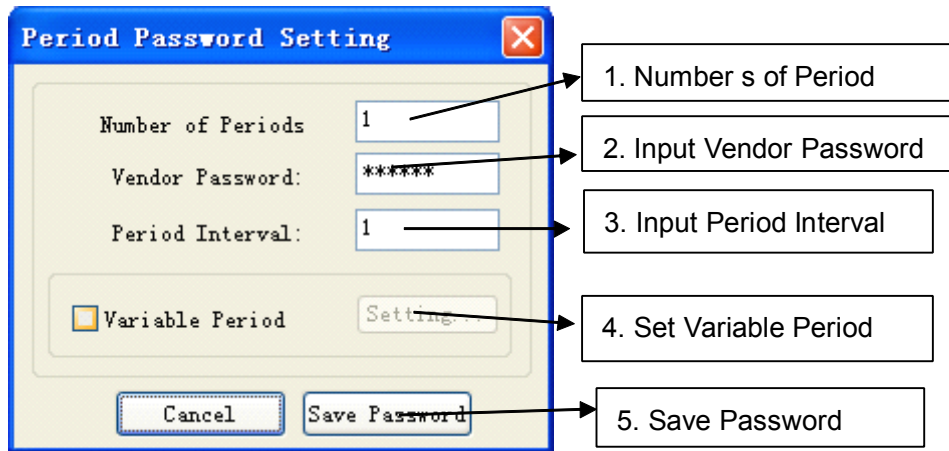 Period Password Setting
1. Number s of Period
Number of Periods 1
2. Input Vendor Password
Vendor Password: ******
3. Input Period Interval
Period Interval: 1
Variable Period Setting...
4. Set Variable Period
Cancel Save Password
5. Save Password